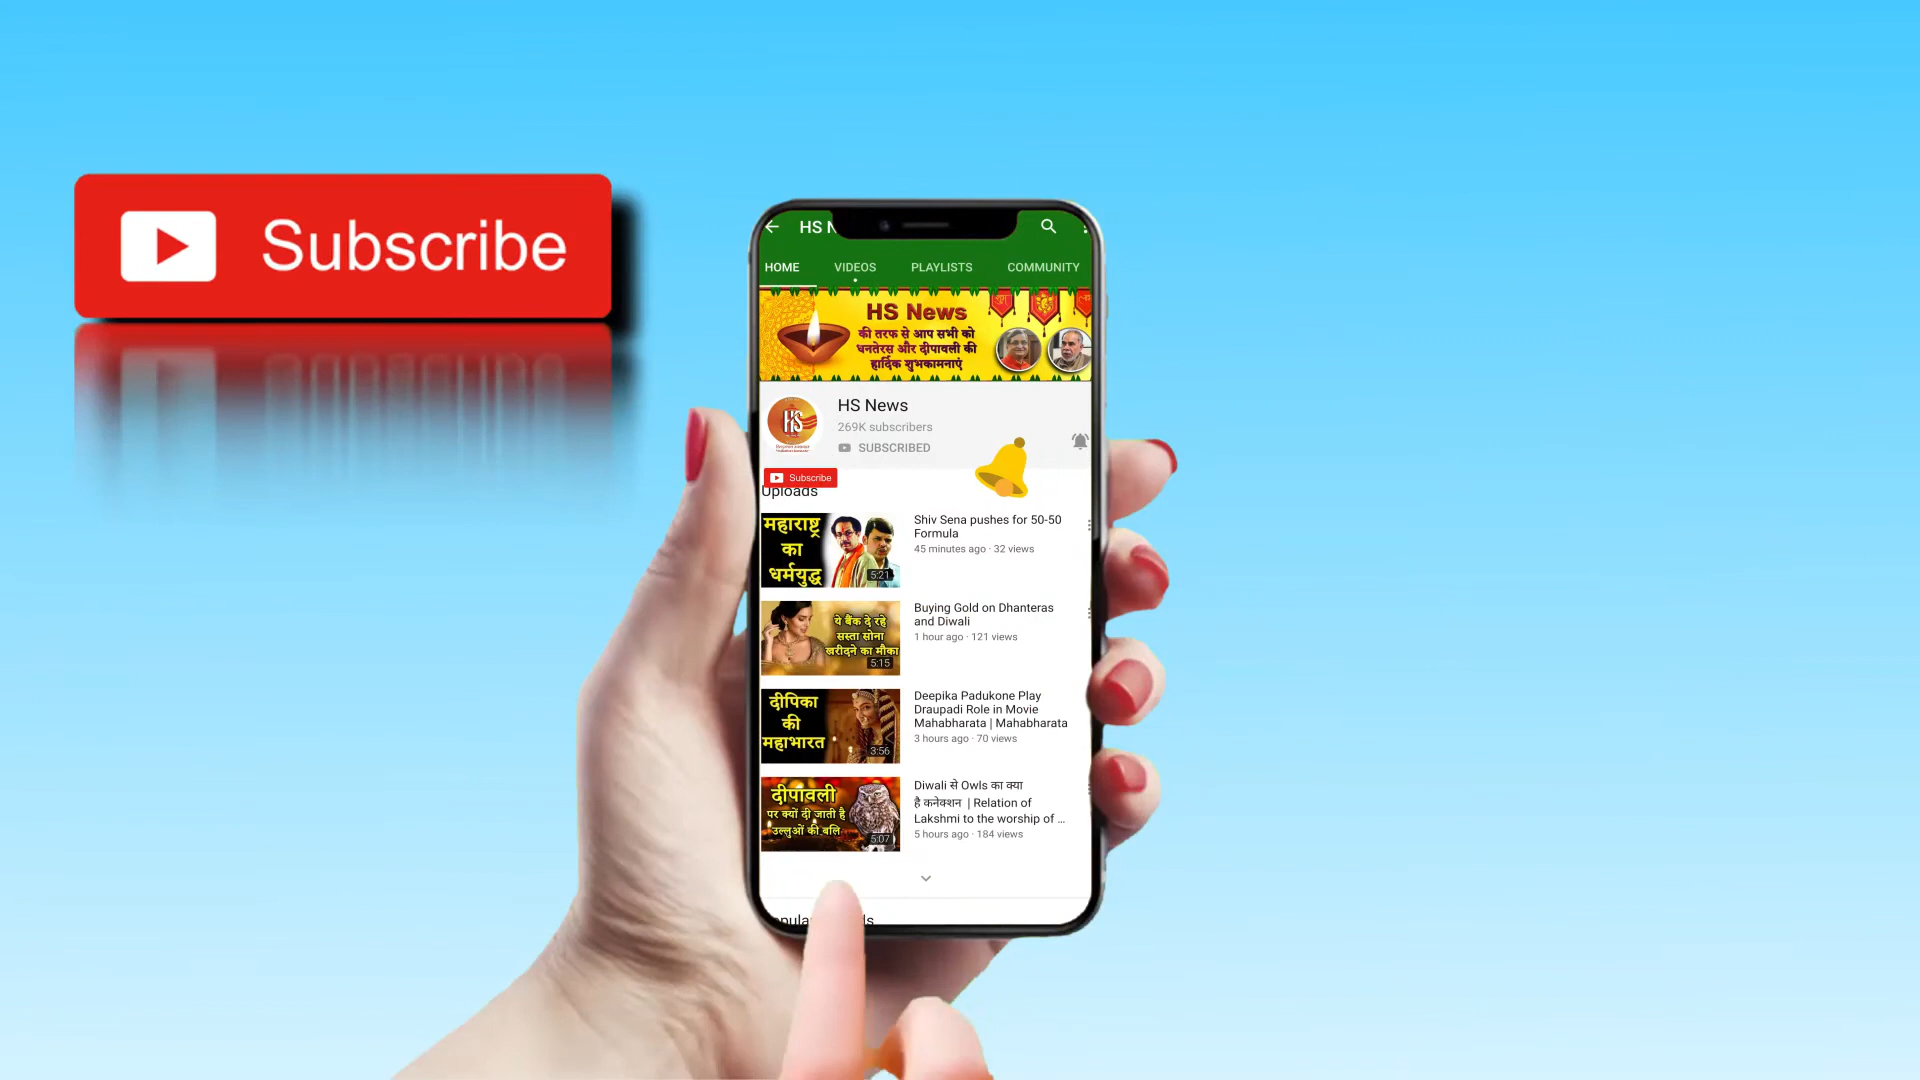 Subscribe
HS N
HOME VIDEOS PLAYLISTS COMMUNITY
HS News
की तरफ से आप सभी को
धनतेरस और दीपावली की
हार्दिक शुभकामनाएं
HS
HS News
269K subscribers
SUBSCRIBED
Subscribe
Uploads
महाराष्ट्र
का
धर्मयुद्ध
5:21
Shiv Sena pushes for 50-50
Formula
45 minutes ago · 32 views
ये बैंक दे रहे
सस्ता सोना
खरीदने का मौका
5:15
Buying Gold on Dhanteras
and Diwali
1 hour ago · 121 views
दीपिका
की
महाभारत
3:56
Deepika Padukone Play
Draupadi Role in Movie
Mahabharata | Mahabharata
3 hours ago · 70 views
दीपावली
पर क्यों दी जाती है
उल्लुओं की बलि
5:07
Diwali से Owls का क्या
है कनेक्शन | Relation of
Lakshmi to the worship of ...
5 hours ago · 184 views